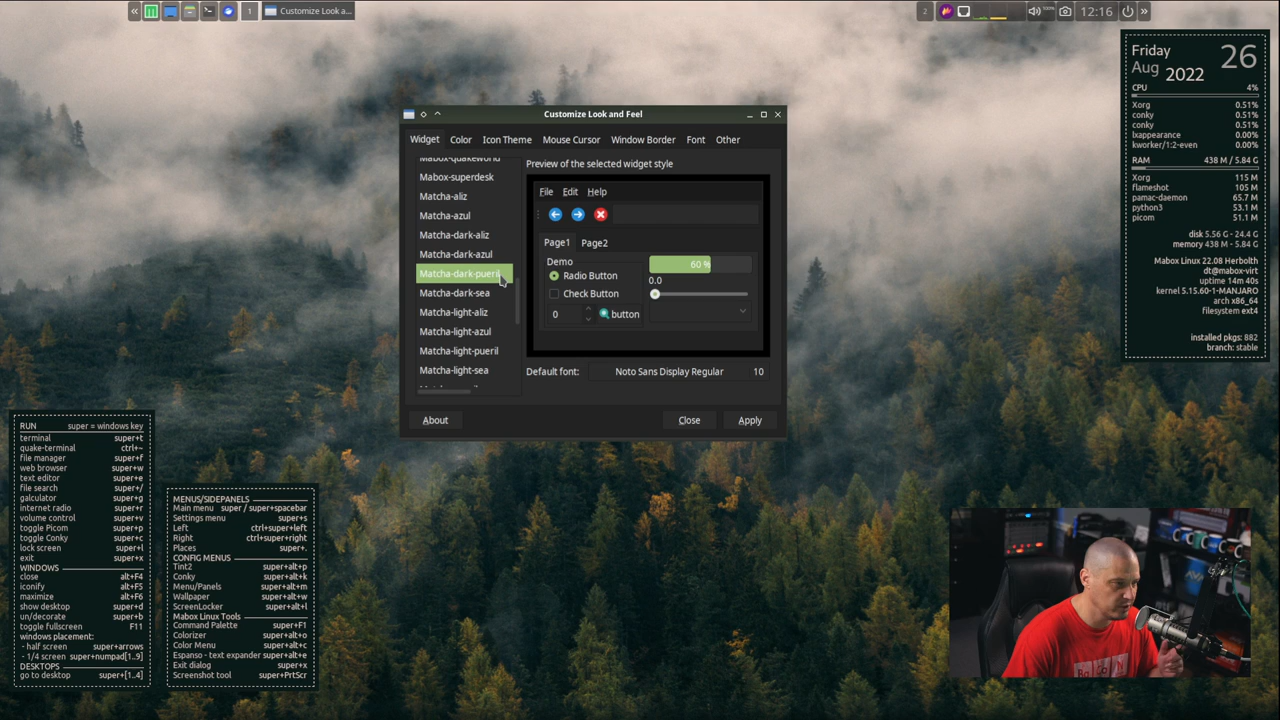 1
Customize Look a...
2
12:16
Friday
26
Aug
2022
CPU 4%
Xorg 0.51%
conky 0.51%
conky 0.51%
lxappearance 0.00%
kworker/1:2-even 0.00%
RAM 438 M / 5.84 G
Xorg 115 M
flameshot 105 M
pamac-daemon 65.7 M
python3 53.1 M
picom 51.1 M
disk 5.56 G - 24.4 G
memory 438 M - 5.84 G
Mabox Linux 22.08 Herbolth
dt@mabox-virt
uptime 14m 40s
kernel 5.15.60-1-MANJARO
arch x86_64
filesystem ext4
installed pkgs: 882
branch: stable
Customize Look and Feel
Widget Color Icon Theme Mouse Cursor Window Border Font Other
Mabox-quakeworld
Mabox-superdesk
Matcha-aliz
Matcha-azul
Matcha-dark-aliz
Matcha-dark-azul
Matcha-dark-pueril
Matcha-dark-sea
Matcha-light-aliz
Matcha-light-azul
Matcha-light-pueril
Matcha-light-sea
Preview of the selected widget style
File Edit Help
Page1 Page2
Demo
Radio Button
Check Button
0
button
60 %
0.0
Default font: Noto Sans Display Regular 10
About
Close
Apply
RUN super = windows key
terminal super+t
quake-terminal ctrl+~
file manager super+f
web browser super+w
text editor super+e
file search super+/
galculator super+g
internet radio super+r
volume control super+v
toggle Picom super+p
toggle Conky super+c
lock screen super+l
exit super+x
WINDOWS
close alt+F4
iconify alt+F5
maximize alt+F6
show desktop super+d
un/decorate super+b
toggle fullscreen F11
windows placement:
- half screen super+arrows
- 1/4 screen super+numpad[1..9]
DESKTOPS
go to desktop super+[1..4]
MENUS/SIDEPANELS
Main menu super / super+spacebar
Settings menu super+s
Left ctrl+super+left
Right ctrl+super+right
Places super+.
CONFIG MENUS
Tint2 super+alt+p
Conky super+alt+k
Menu/Panels super+alt+m
Wallpaper super+alt+w
ScreenLocker super+alt+l
Mabox Linux Tools
Command Palette super+F1
Colorizer super+alt+o
Color Menu super+alt+c
Espanso - text expander super+alt+e
Exit dialog super+x
Screenshot tool super+PrtScr